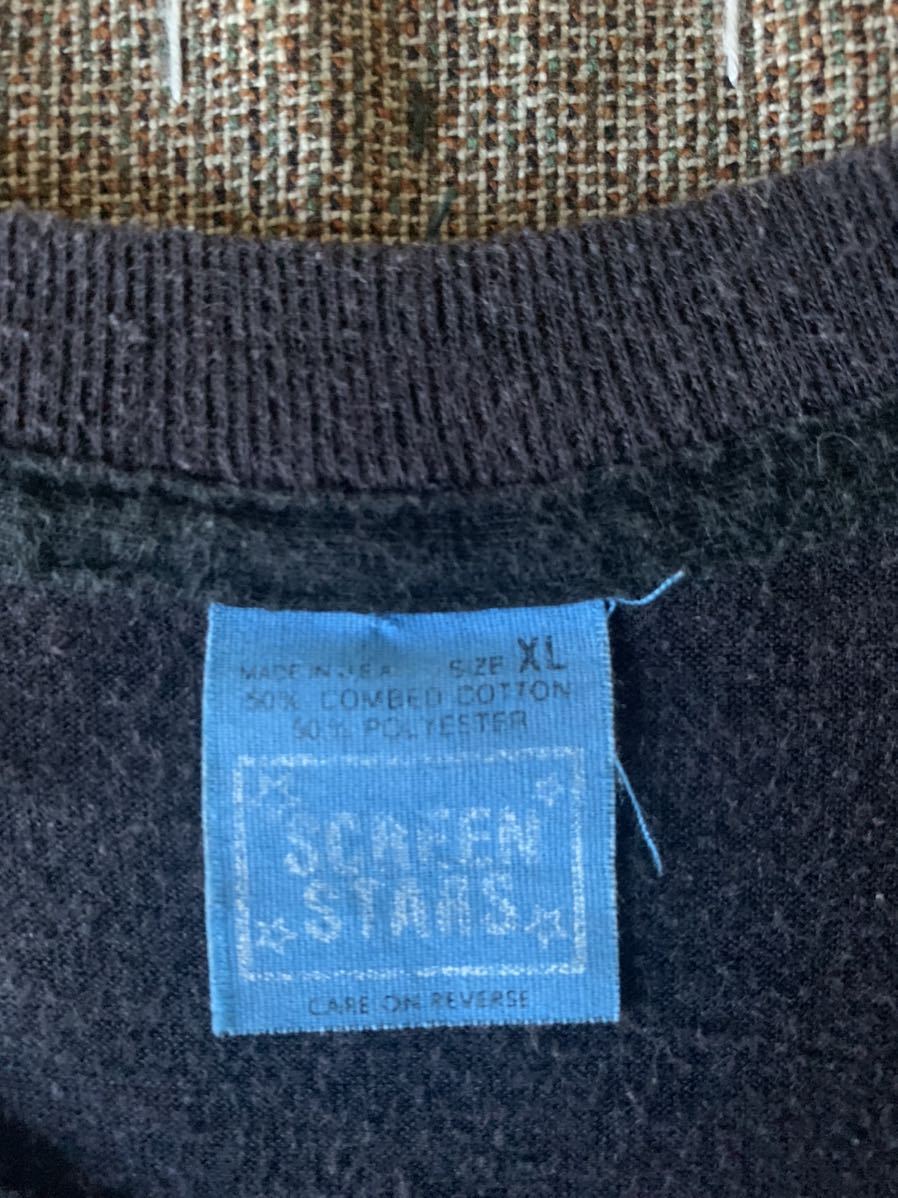 MADE IN U.S.A. SIZE XL
50% COMBED COTTON
50% POLYESTER
SCREEN
STARS
CARE ON REVERSE